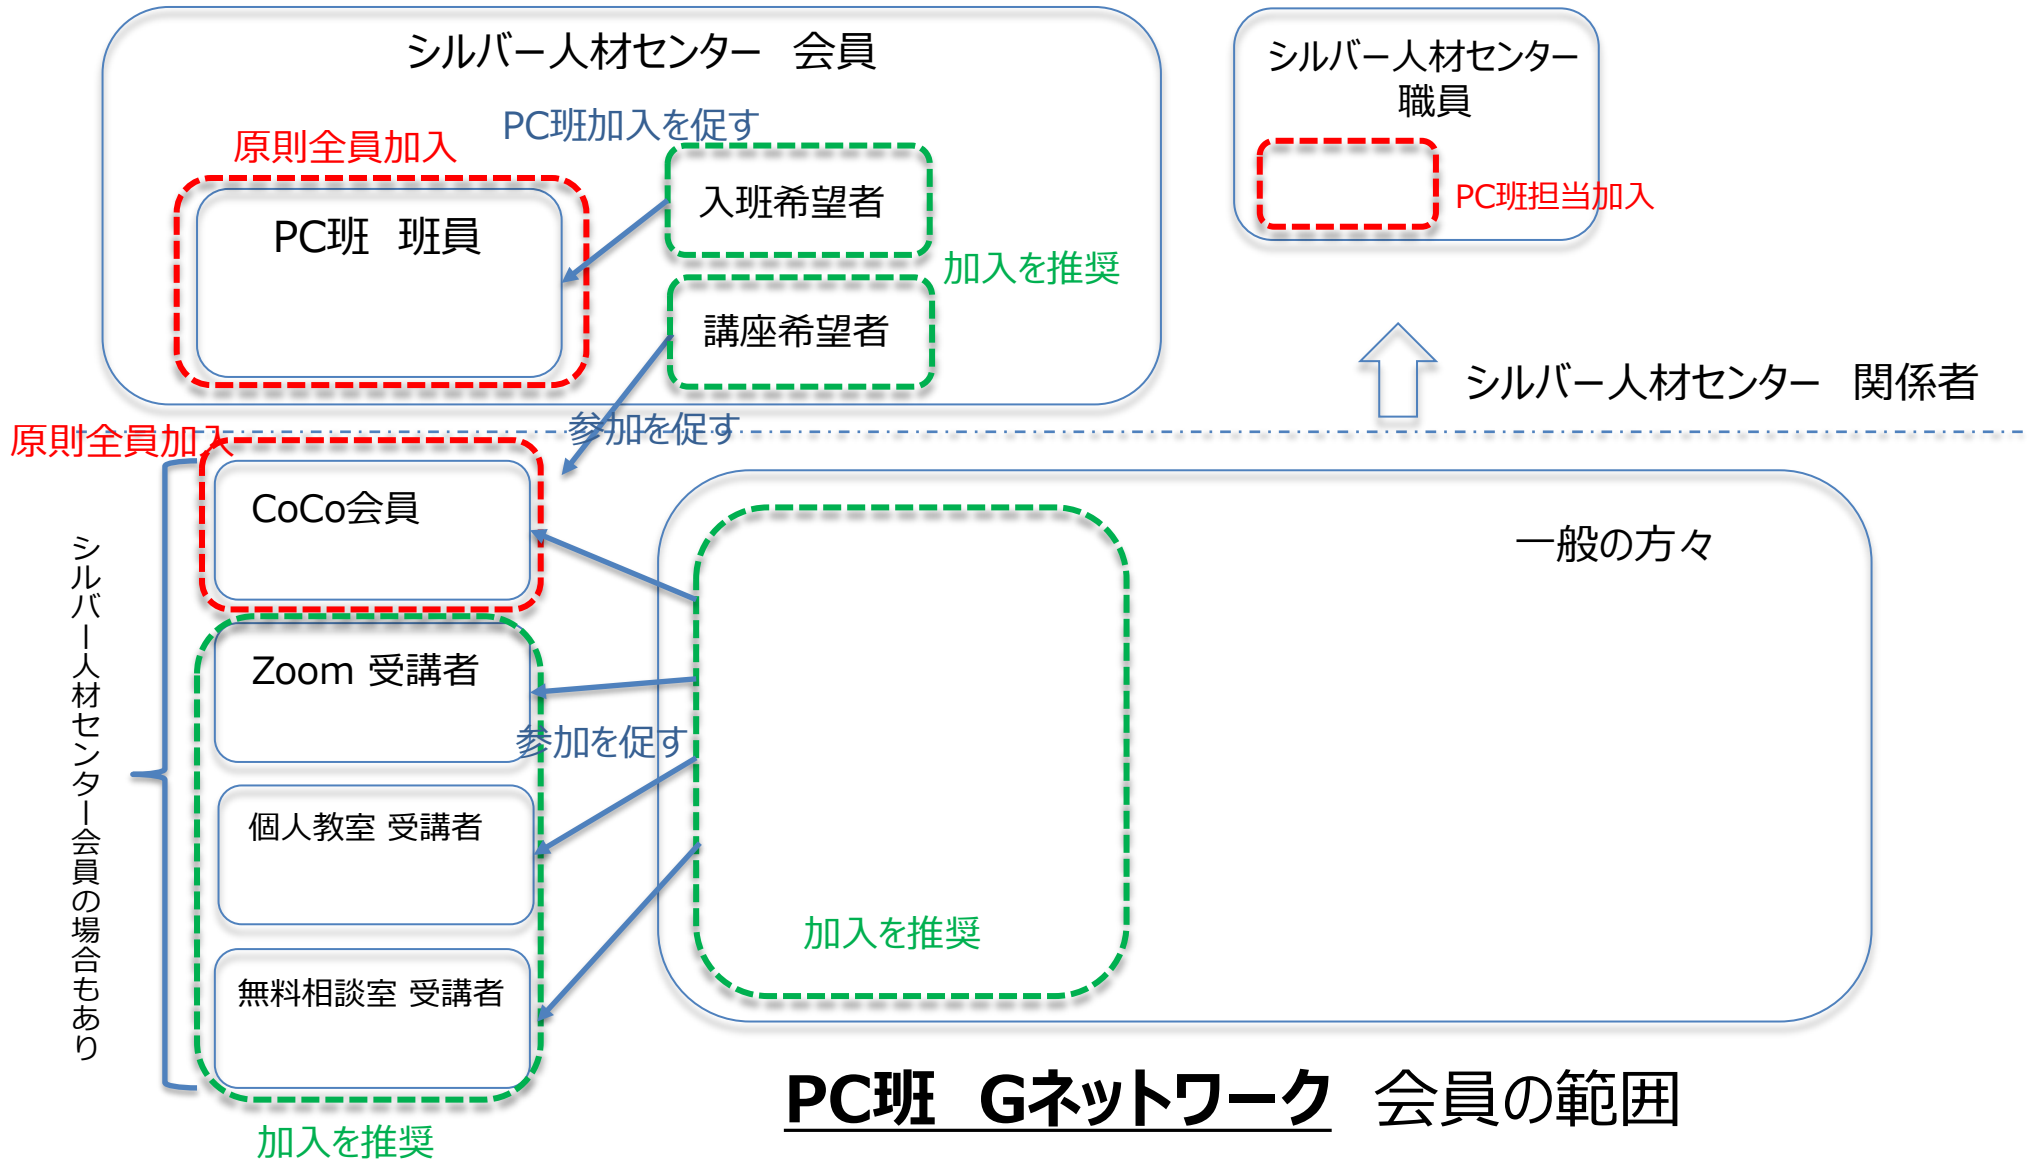 シルバー人材センター　会員
シルバー人材センター
職員
PC班加入を促す
原則全員加入
入班希望者
PC班担当加入
PC班　班員
加入を推奨
講座希望者
シルバー人材センター　関係者
参加を促す
原則全員加入
CoCo会員
一般の方々
シルバー人材センター会員の場合もあり
Zoom 受講者
参加を促す
個人教室 受講者
加入を推奨
無料相談室 受講者
PC班　Gネットワーク　会員の範囲
加入を推奨